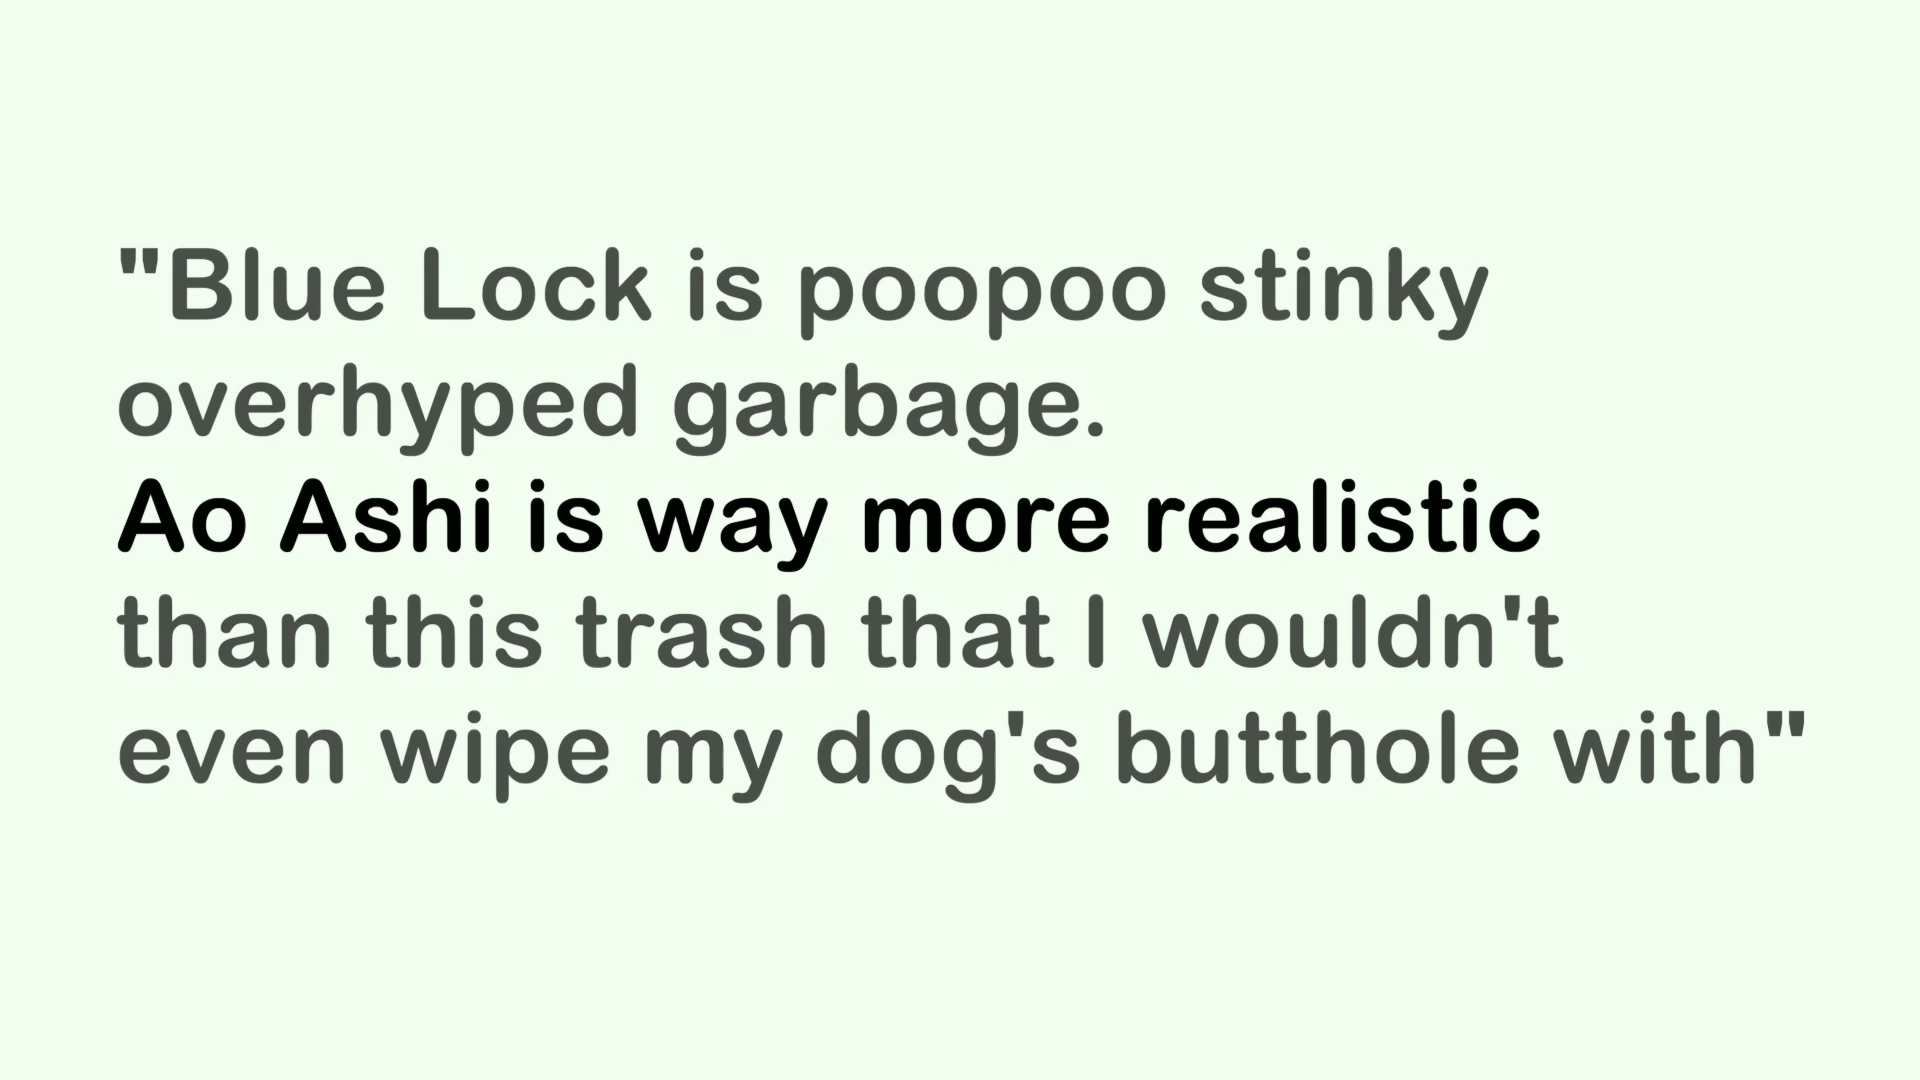 "Blue Lock is poopoo stinky
overhyped garbage.
Ao Ashi is way more realistic
than this trash that I wouldn't
even wipe my dog's butthole with"